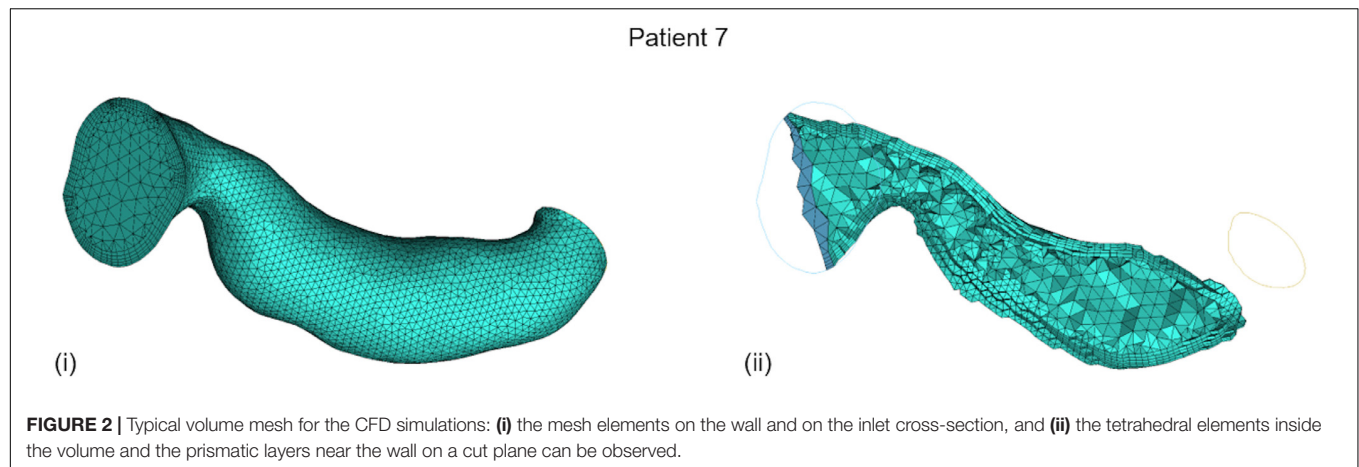 Patient 7
(i)
(ii)
FIGURE 2 | Typical volume mesh for the CFD simulations: (i) the mesh elements on the wall and on the inlet cross-section, and (ii) the tetrahedral elements inside
the volume and the prismatic layers near the wall on a cut plane can be observed.